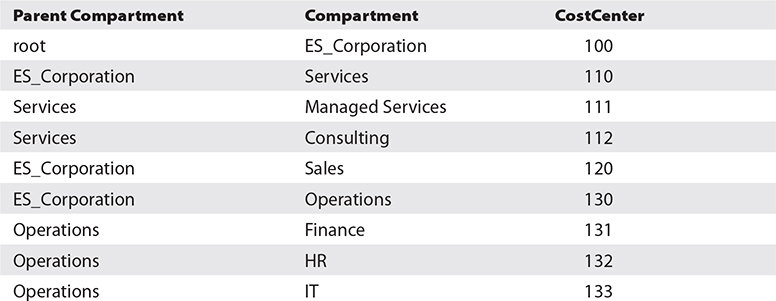 Parent Compartment Compartment CostCenter
root ES_Corporation 100
ES_Corporation Services 110
Services Managed Services 111
Services Consulting 112
ES_Corporation Sales 120
ES_Corporation Operations 130
Operations Finance 131
Operations HR 132
Operations IT 133